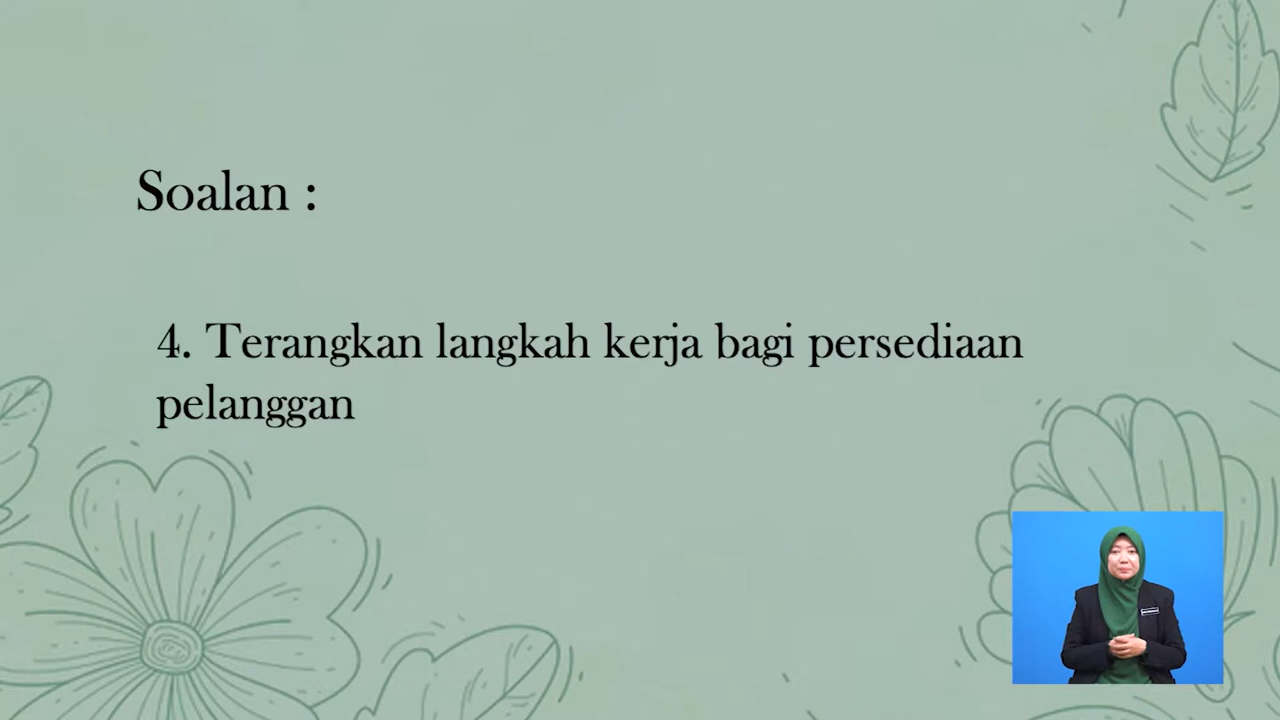 Soalan :
4. Terangkan langkah kerja bagi persediaan
pelanggan